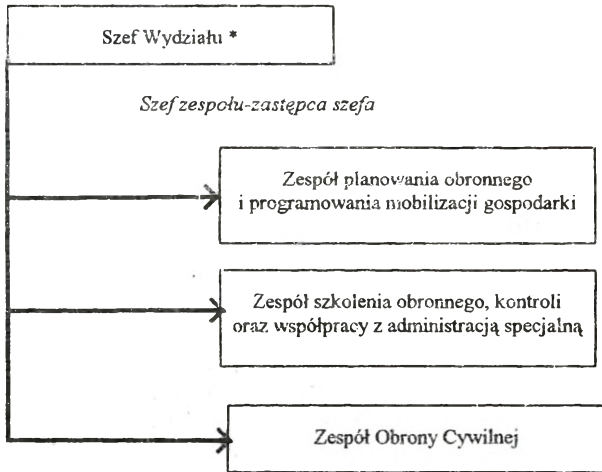 Szef Wydziału *
Szef zespołu-zastępca szefa
Zespół planowania obronnego
i programowania mobilizacji gospodarki
Zespół szkolenia obronnego, kontroli
oraz współpracy z administracją specjalną
Zespół Obrony Cywilnej